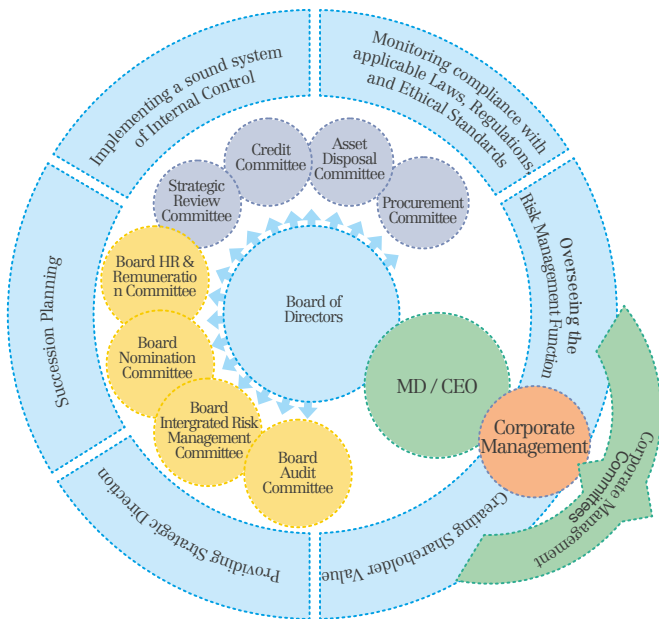 Implementing a sound system
of Internal Control
Monitoring compliance with
applicable Laws, Regulations,
and Ethical Standards
Overseeing the
Risk Management Function
Creating Shareholder Value
Providing Strategic Direction
Succession Planning
Strategic
Review
Committee
Credit
Committee
Asset
Disposal
Committee
Procurement
Committee
Board HR &
Remuneratio
n Committee
Board
Nomination
Committee
Board
Intergrated Risk
Management
Committee
Board
Audit
Committee
Board of
Directors
MD / CEO
Corporate
Management
Corporate Management
Committees